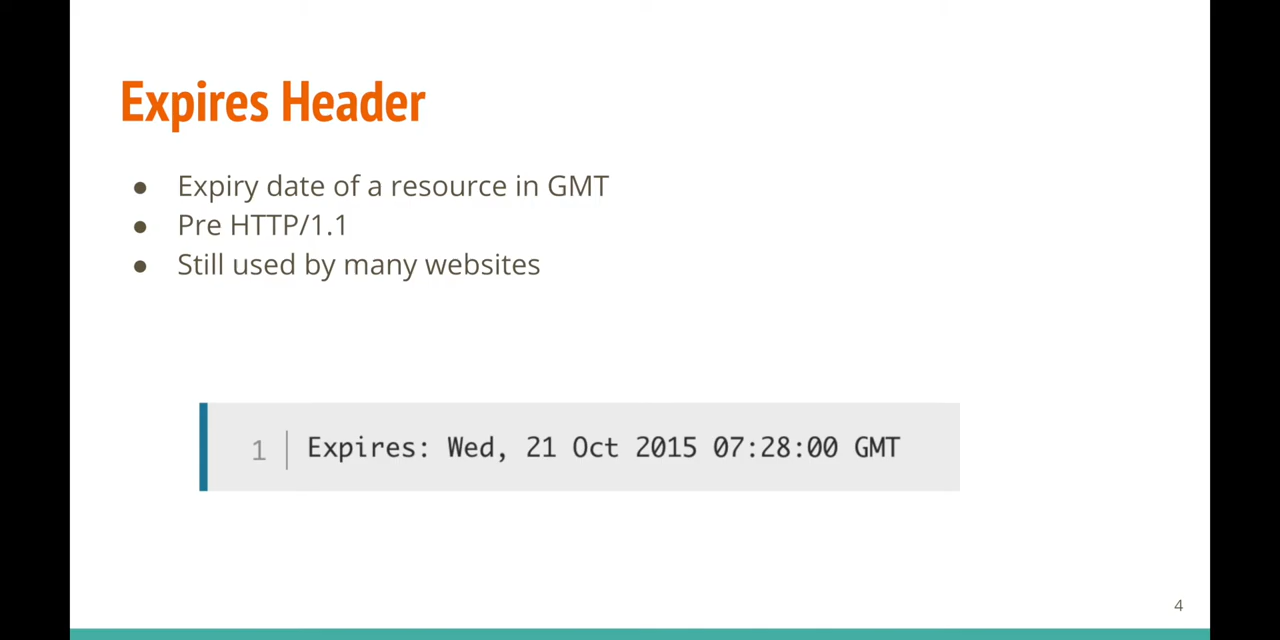 Expires Header
● Expiry date of a resource in GMT
● Pre HTTP/1.1
● Still used by many websites
1 Expires: Wed, 21 Oct 2015 07:28:00 GMT
4